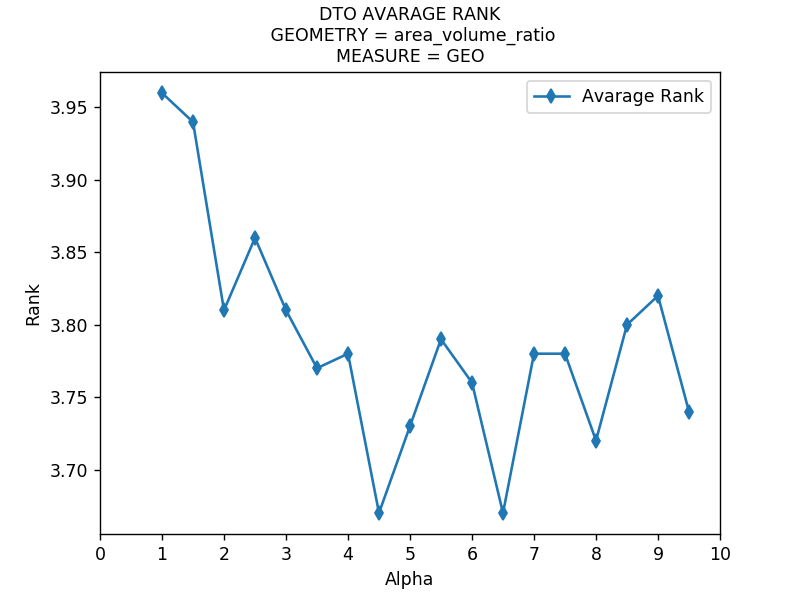 DTO AVARAGE RANK
GEOMETRY = area_volume_ratio
MEASURE = GEO
Avarage Rank
3.95
3.90
3.85
3.80
3.75
3.70
Rank
0 1 2 3 4 5 6 7 8 9 10
Alpha